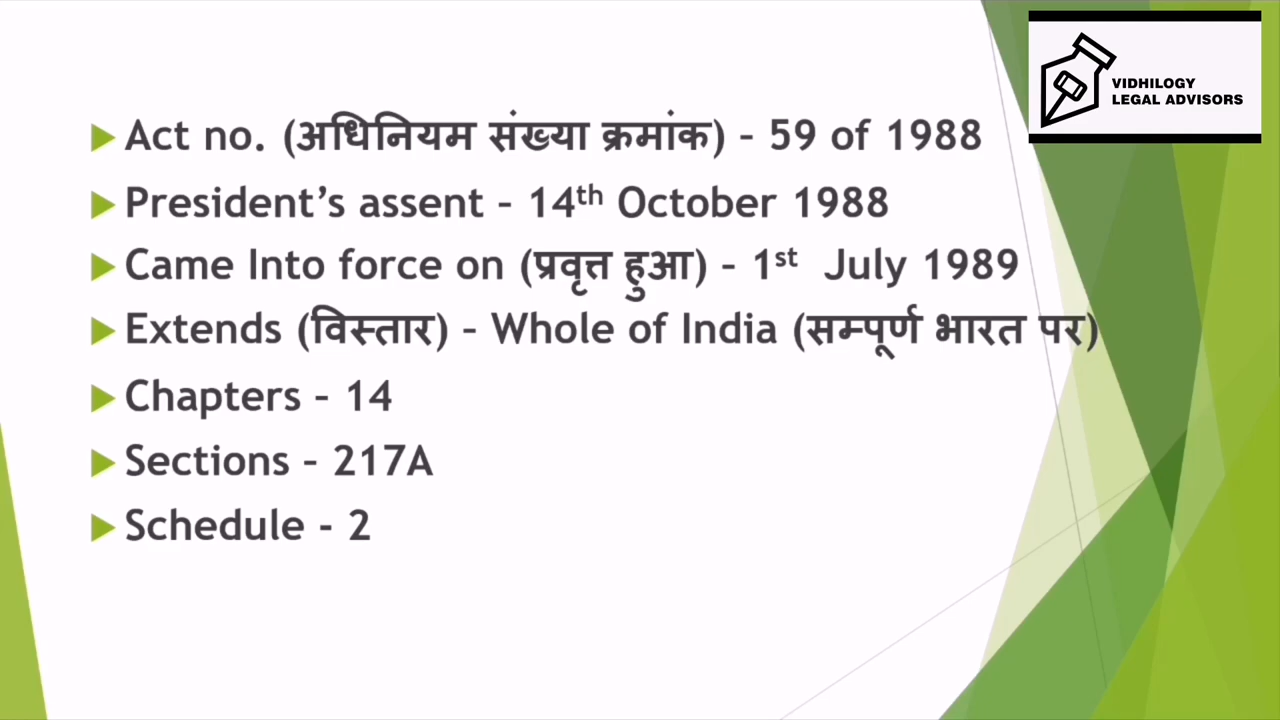 VIDHILOGY
LEGAL ADVISORS
Act no. (अधिनियम संख्या क्रमांक) – 59 of 1988
President’s assent – 14th October 1988
Came Into force on (प्रवृत्त हुआ) – 1st July 1989
Extends (विस्तार) – Whole of India (सम्पूर्ण भारत पर)
Chapters – 14
Sections – 217A
Schedule - 2